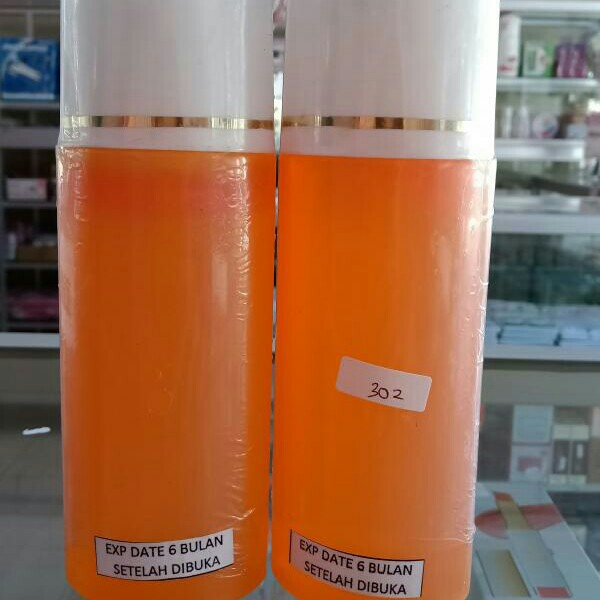 302
EXP DATE 6 BULAN
SETELAH DIBUKA
EXP DATE 6 BULAN
SETELAH DIBUKA